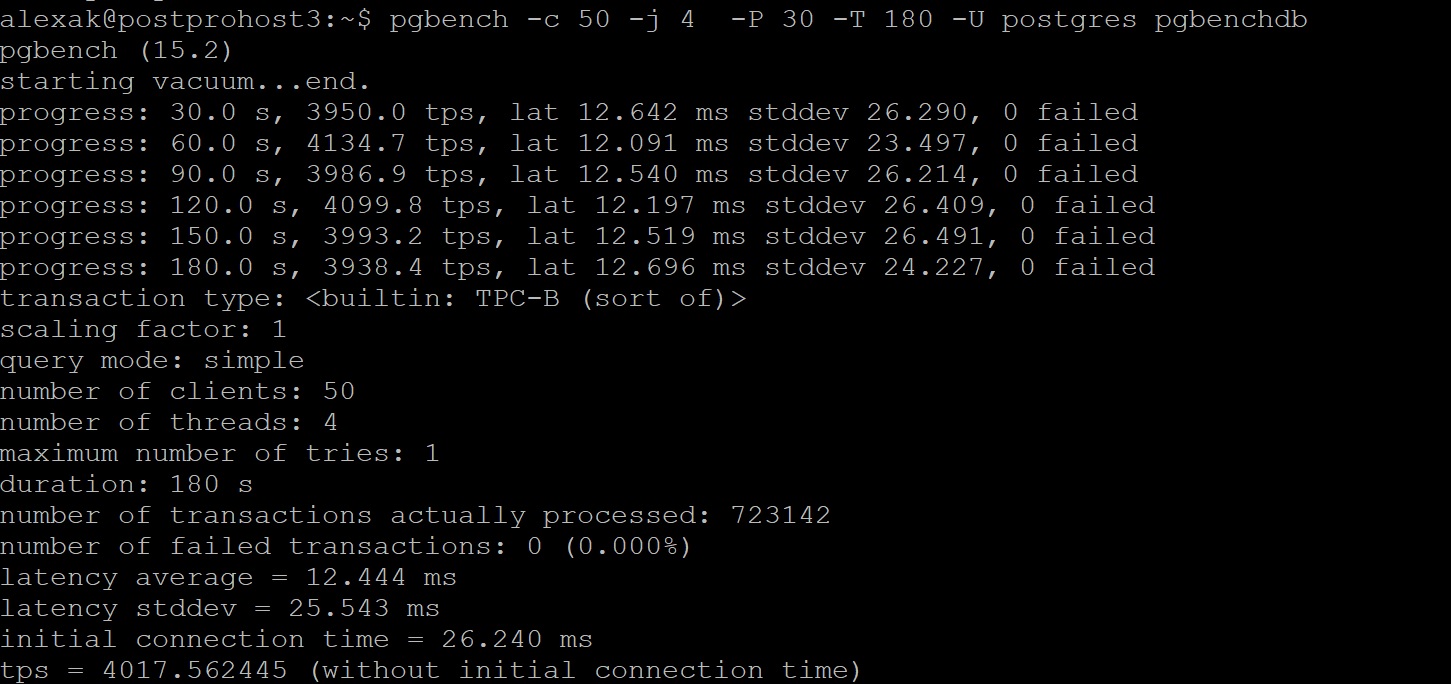 alexak@postprohost3:~$ pgbench -c 50 -j 4  -P 30 -T 180 -U postgres pgbenchdb
pgbench (15.2)
starting vacuum...end.
progress: 30.0 s, 3950.0 tps, lat 12.642 ms stddev 26.290, 0 failed
progress: 60.0 s, 4134.7 tps, lat 12.091 ms stddev 23.497, 0 failed
progress: 90.0 s, 3986.9 tps, lat 12.540 ms stddev 26.214, 0 failed
progress: 120.0 s, 4099.8 tps, lat 12.197 ms stddev 26.409, 0 failed
progress: 150.0 s, 3993.2 tps, lat 12.519 ms stddev 26.491, 0 failed
progress: 180.0 s, 3938.4 tps, lat 12.696 ms stddev 24.227, 0 failed
transaction type: <builtin: TPC-B (sort of)>
scaling factor: 1
query mode: simple
number of clients: 50
number of threads: 4
maximum number of tries: 1
duration: 180 s
number of transactions actually processed: 723142
number of failed transactions: 0 (0.000%)
latency average = 12.444 ms
latency stddev = 25.543 ms
initial connection time = 26.240 ms
tps = 4017.562445 (without initial connection time)